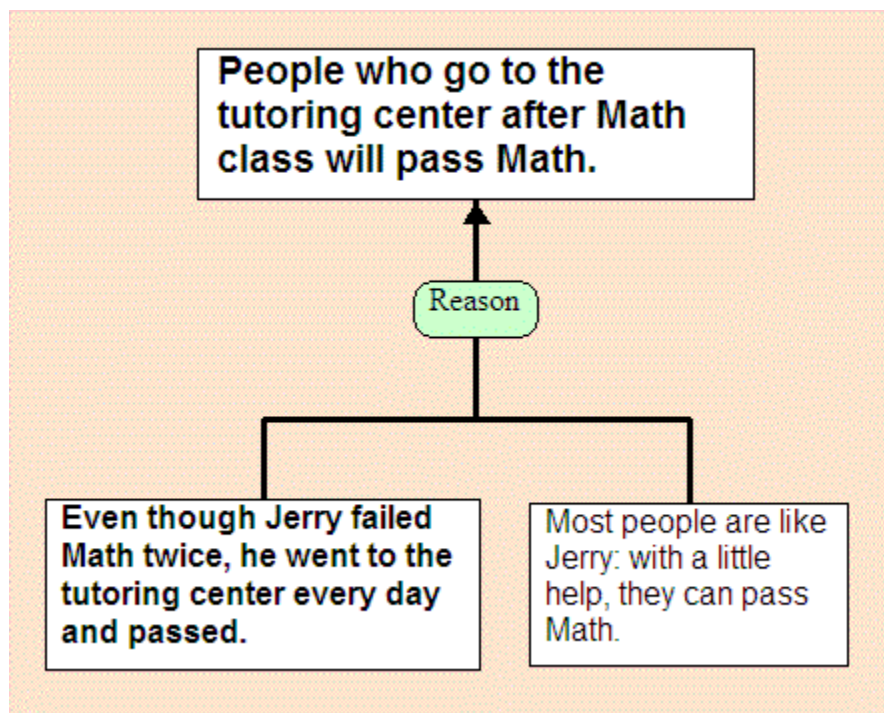 People who go to the
tutoring center after Math
class will pass Math.
Reason
Even though Jerry failed
Math twice, he went to the
tutoring center every day
and passed.
Most people are like
Jerry: with a little
help, they can pass
Math.